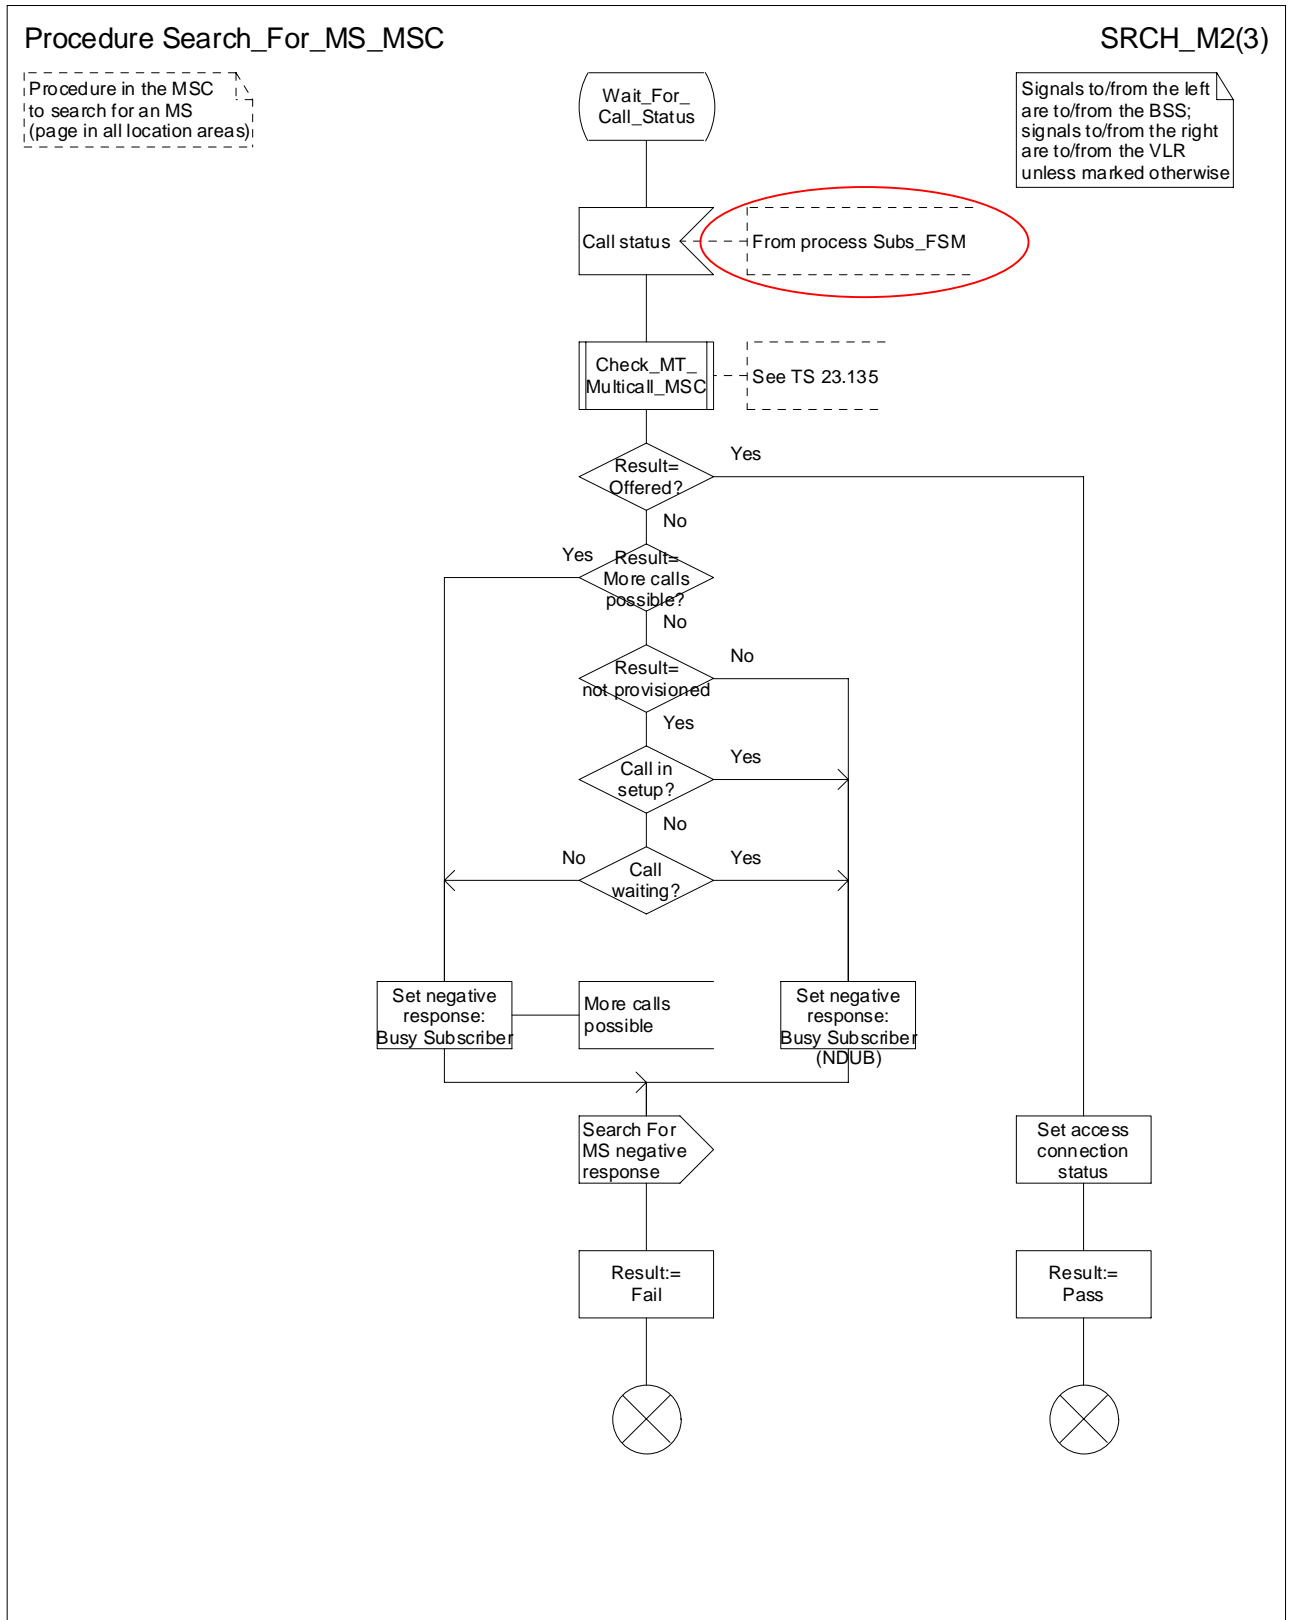 Procedure Search_For_MS_MSC
SRCH_M2(3)
Procedure in the MSC
to search for an MS
(page in all location areas)
Wait_For_
Call_Status
Signals to/from the left
are to/from the BSS;
signals to/from the right
are to/from the VLR
unless marked otherwise
Call status
From process Subs_FSM
Check_MT_
Multicall_MSC
See TS 23.135
Result=
Offered?
Yes
No
Result=
More calls
possible?
Yes
No
Result=
not provisioned
No
Yes
Call in
setup?
Yes
No
Call
waiting?
No
Yes
Set negative
response:
Busy Subscriber
More calls
possible
Set negative
response:
Busy Subscriber
(NDUB)
Search For
MS negative
response
Set access
connection
status
Result:=
Fail
Result:=
Pass